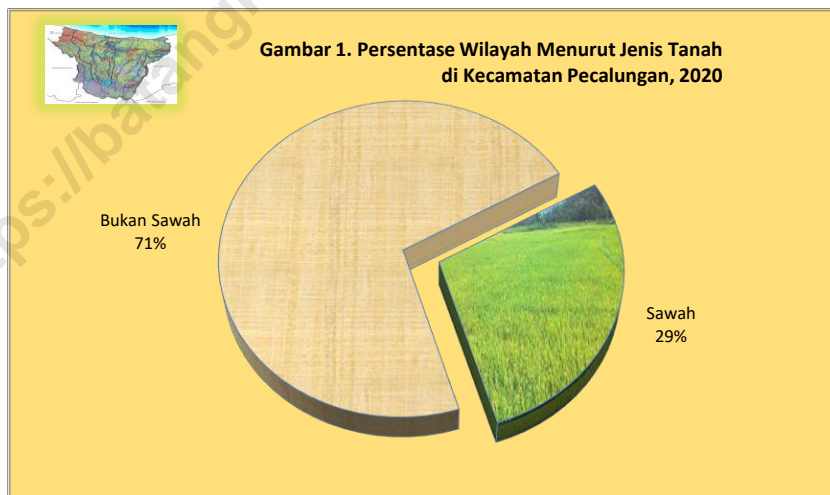 Gambar 1. Persentase Wilayah Menurut Jenis Tanah
di Kecamatan Pecalungan, 2020
Bukan Sawah
71%
Sawah
29%